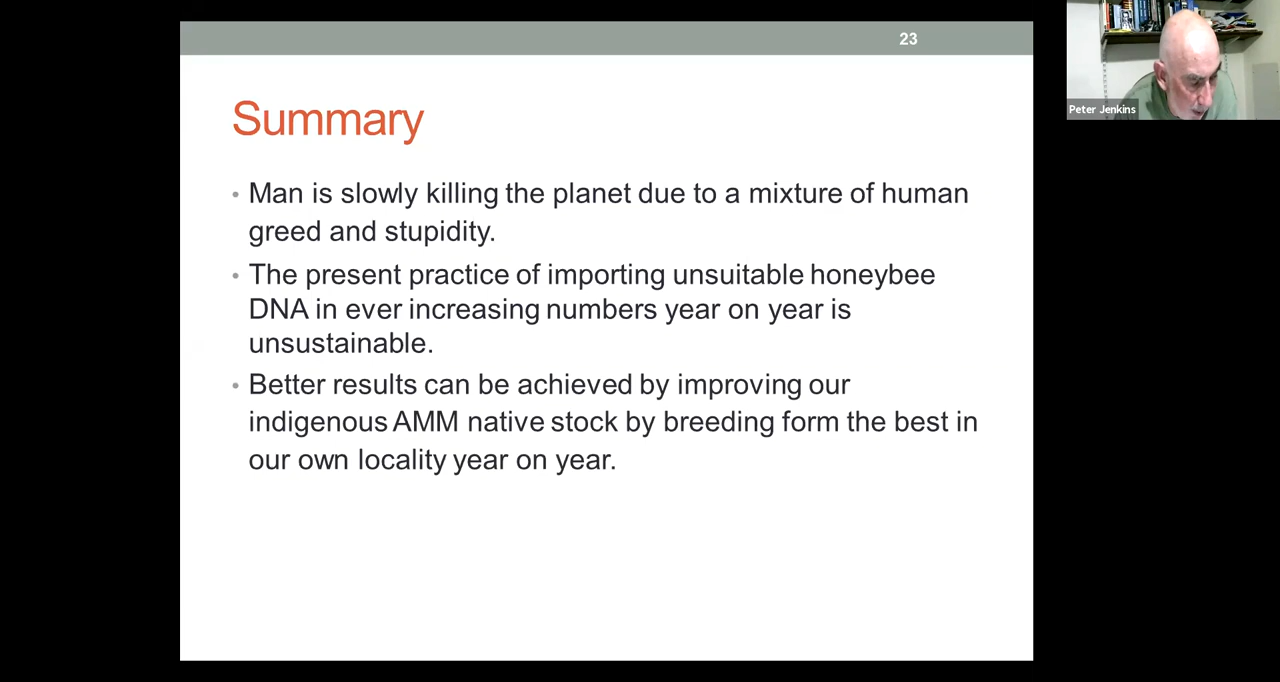 23
Peter Jenkins
Summary
• Man is slowly killing the planet due to a mixture of human
greed and stupidity.
• The present practice of importing unsuitable honeybee
DNA in ever increasing numbers year on year is
unsustainable.
• Better results can be achieved by improving our
indigenous AMM native stock by breeding form the best in
our own locality year on year.